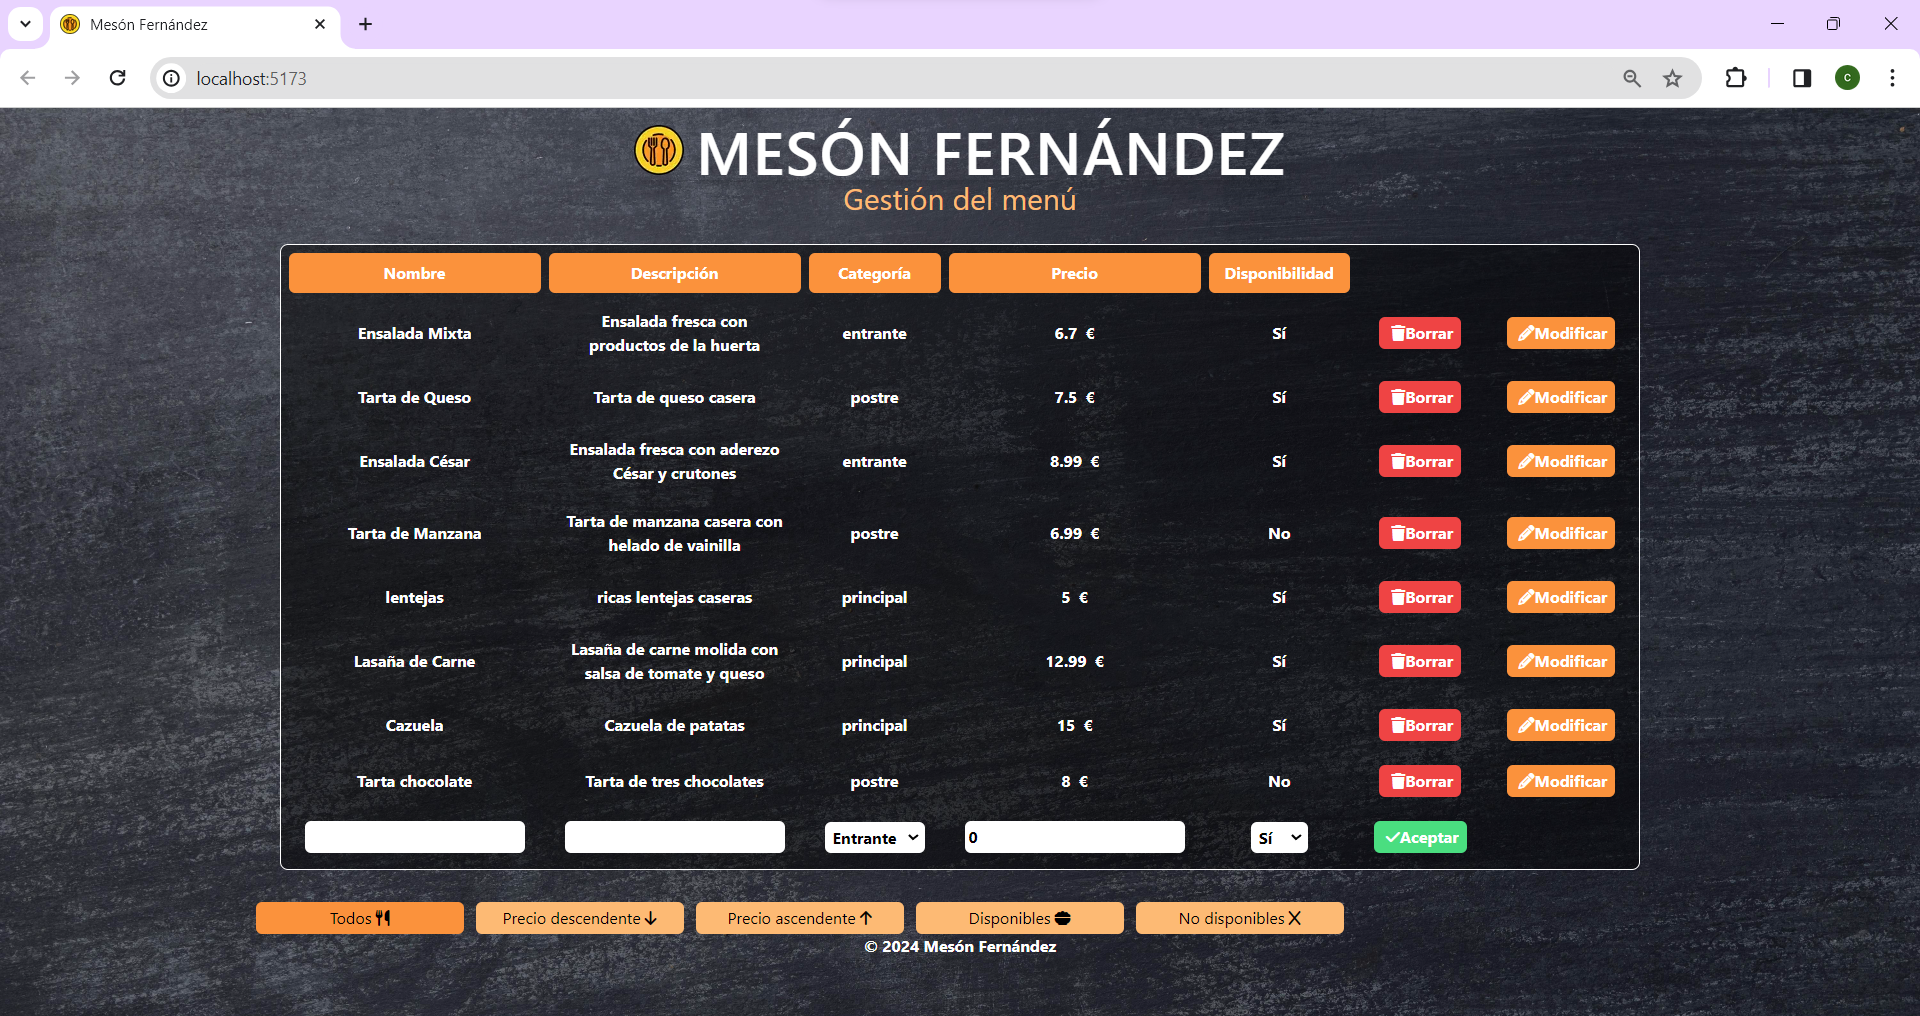 Mesón Fernández
localhost:5173
C
MESÓN FERNÁNDEZ
Gestión del menú
Nombre Descripción Categoría Precio Disponibilidad
Ensalada Mixta Ensalada fresca con productos de la huerta entrante 6.7 € Sí Borrar Modificar
Tarta de Queso Tarta de queso casera postre 7.5 € Sí Borrar Modificar
Ensalada César Ensalada fresca con aderezo César y crutones entrante 8.99 € Sí Borrar Modificar
Tarta de Manzana Tarta de manzana casera con helado de vainilla postre 6.99 € No Borrar Modificar
lentejas ricas lentejas caseras principal 5 € Sí Borrar Modificar
Lasaña de Carne Lasaña de carne molida con salsa de tomate y queso principal 12.99 € Sí Borrar Modificar
Cazuela Cazuela de patatas principal 15 € Sí Borrar Modificar
Tarta chocolate Tarta de tres chocolates postre 8 € No Borrar Modificar
Entrante 0 Sí Aceptar
Todos Precio descendente Precio ascendente Disponibles No disponibles
© 2024 Mesón Fernández